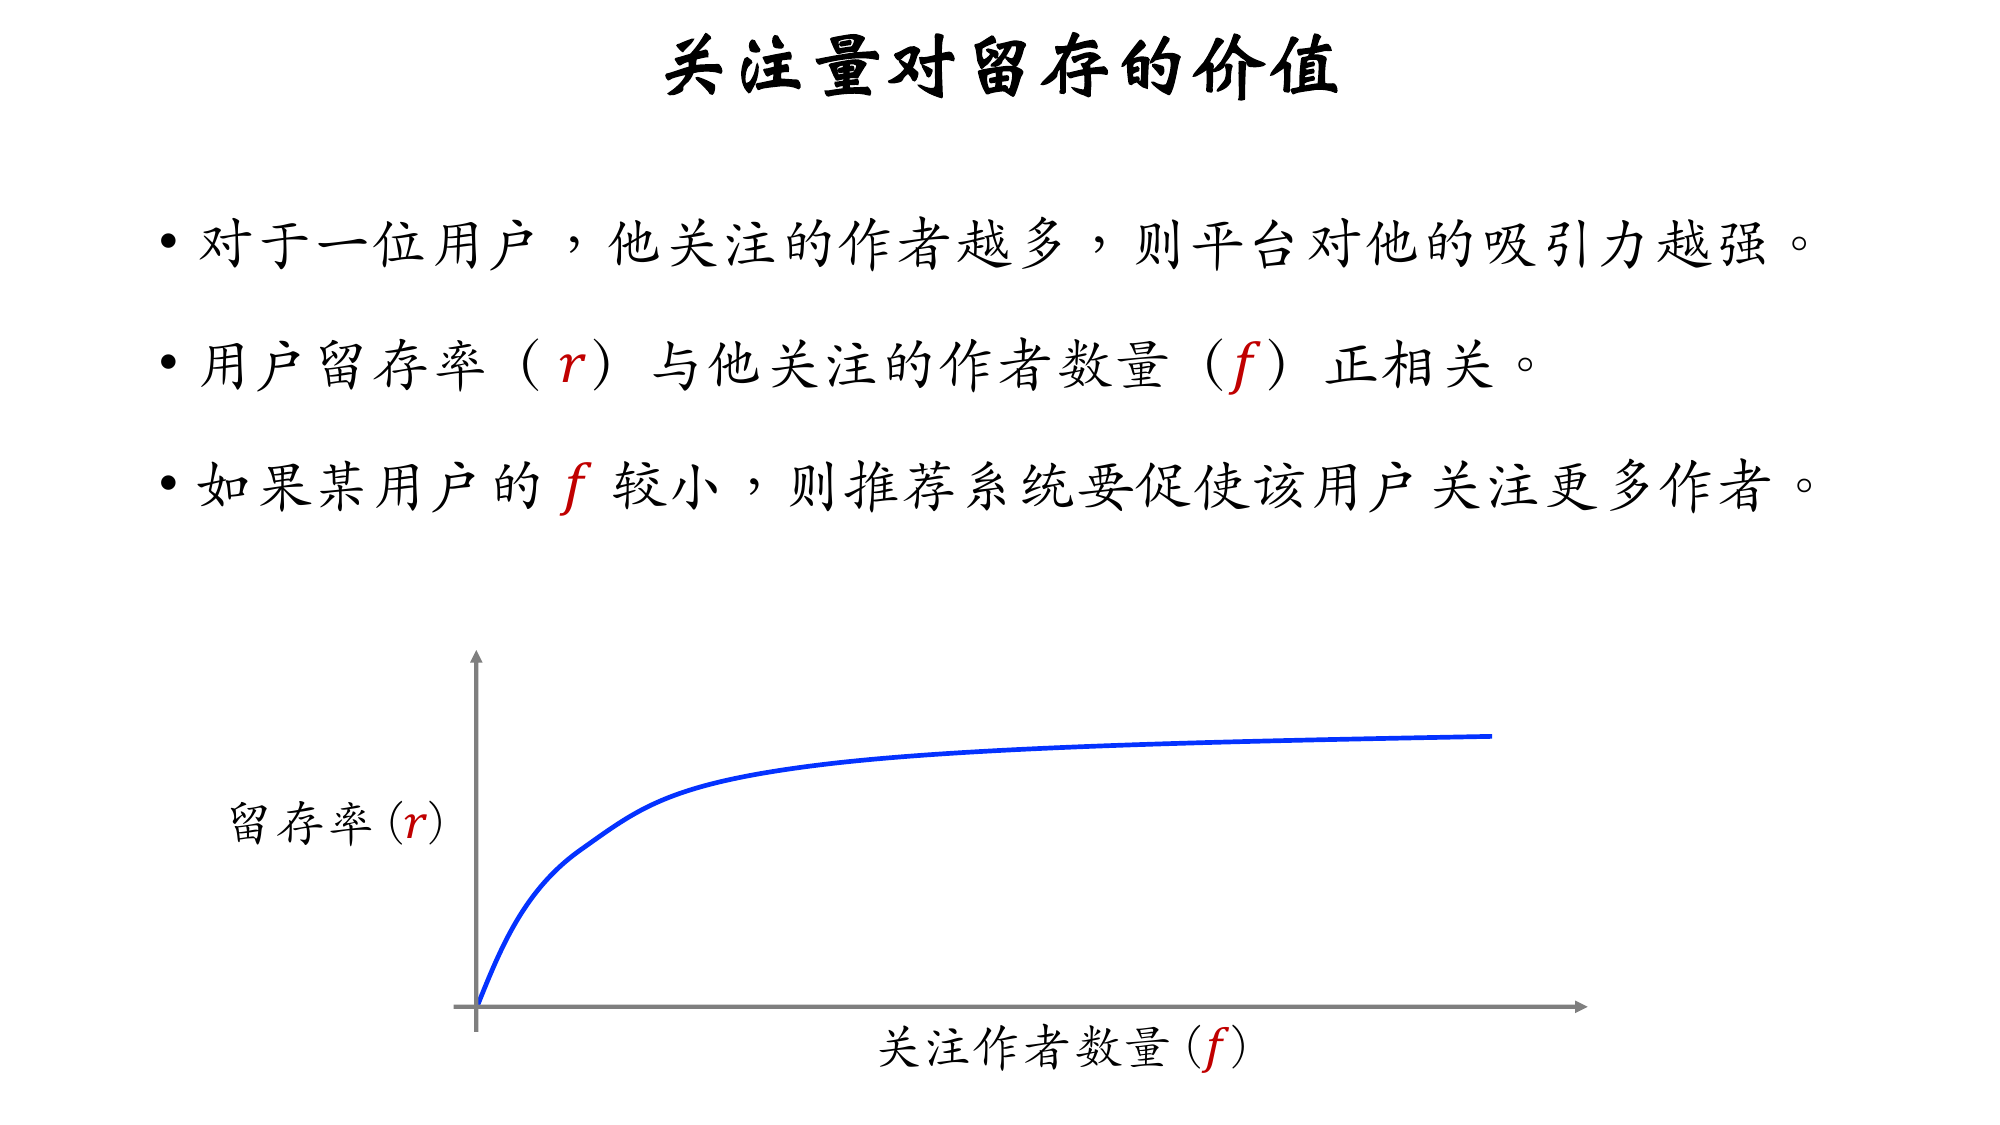 关注量对留存的价值
• 对于一位用户，他关注的作者越多，则平台对他的吸引力越强。
• 用户留存率（r）与他关注的作者数量（f）正相关。
• 如果某用户的 f 较小，则推荐系统要促使该用户关注更多作者。
留存率(r)
关注作者数量(f)